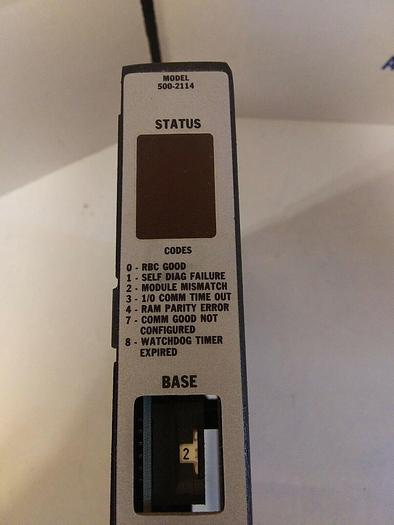 MODEL
500-2114
STATUS
CODES
0 - RBC GOOD
1 - SELF DIAG FAILURE
2 - MODULE MISMATCH
3 - I/O COMM TIME OUT
4 - RAM PARITY ERROR
7 - COMM GOOD NOT
CONFIGURED
8 - WATCHDOG TIMER
EXPIRED
BASE
2